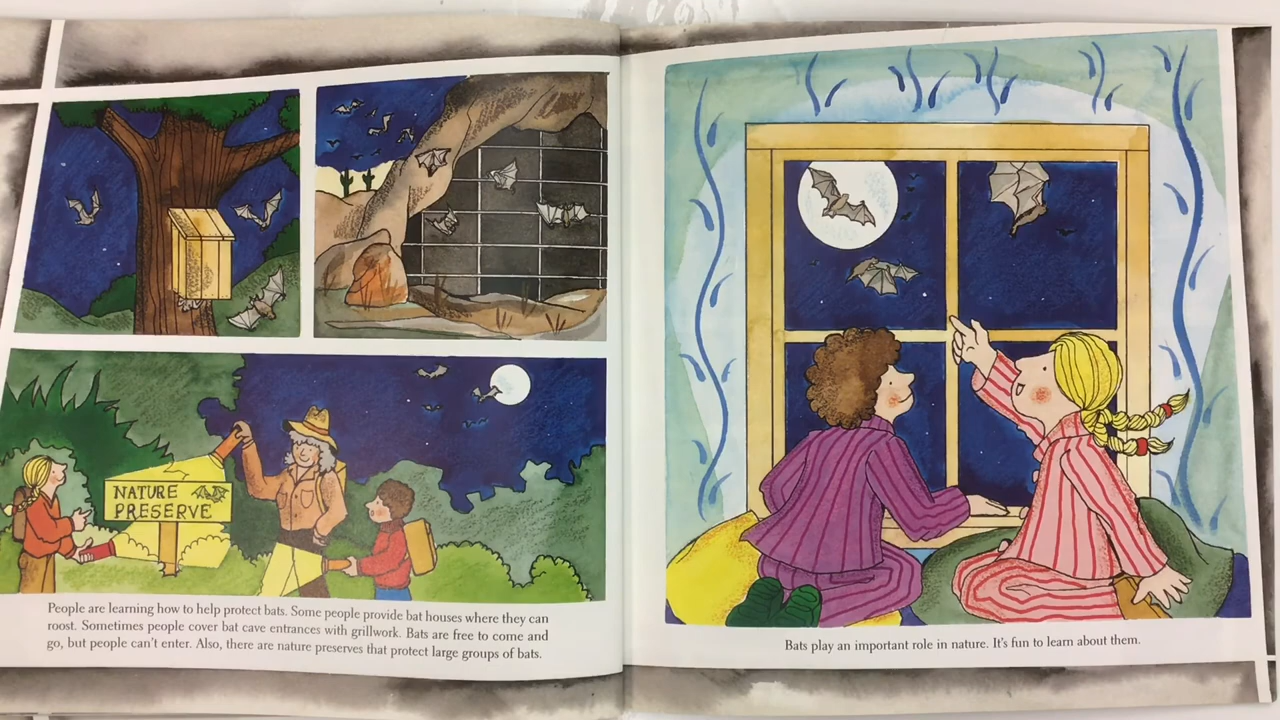 NATURE
PRESERVE
People are learning how to help protect bats. Some people provide bat houses where they can
roost. Sometimes people cover bat cave entrances with grillwork. Bats are free to come and
go, but people can't enter. Also, there are nature preserves that protect large groups of bats.
Bats play an important role in nature. It's fun to learn about them.